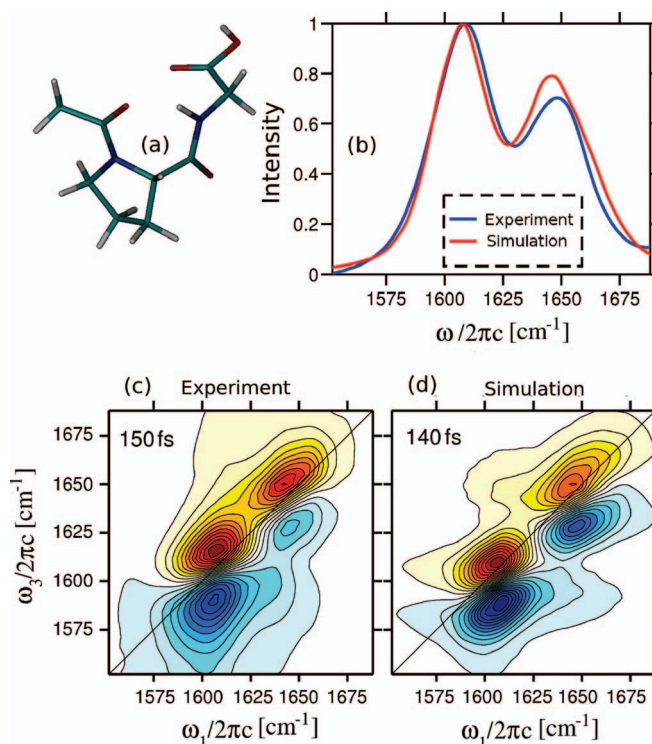 (a)
1
0.8
0.6
0.4
0.2
0
Intensity
(b)
Experiment
Simulation
1575 1600 1625 1650 1675
ω/2πc [cm⁻¹]
(c) Experiment
(d) Simulation
150 fs
140 fs
1675
1650
1625
1600
1575
ω₃/2πc [cm⁻¹]
1575 1600 1625 1650 1675
1575 1600 1625 1650 1675
ω₁/2πc [cm⁻¹]
ω₁/2πc [cm⁻¹]